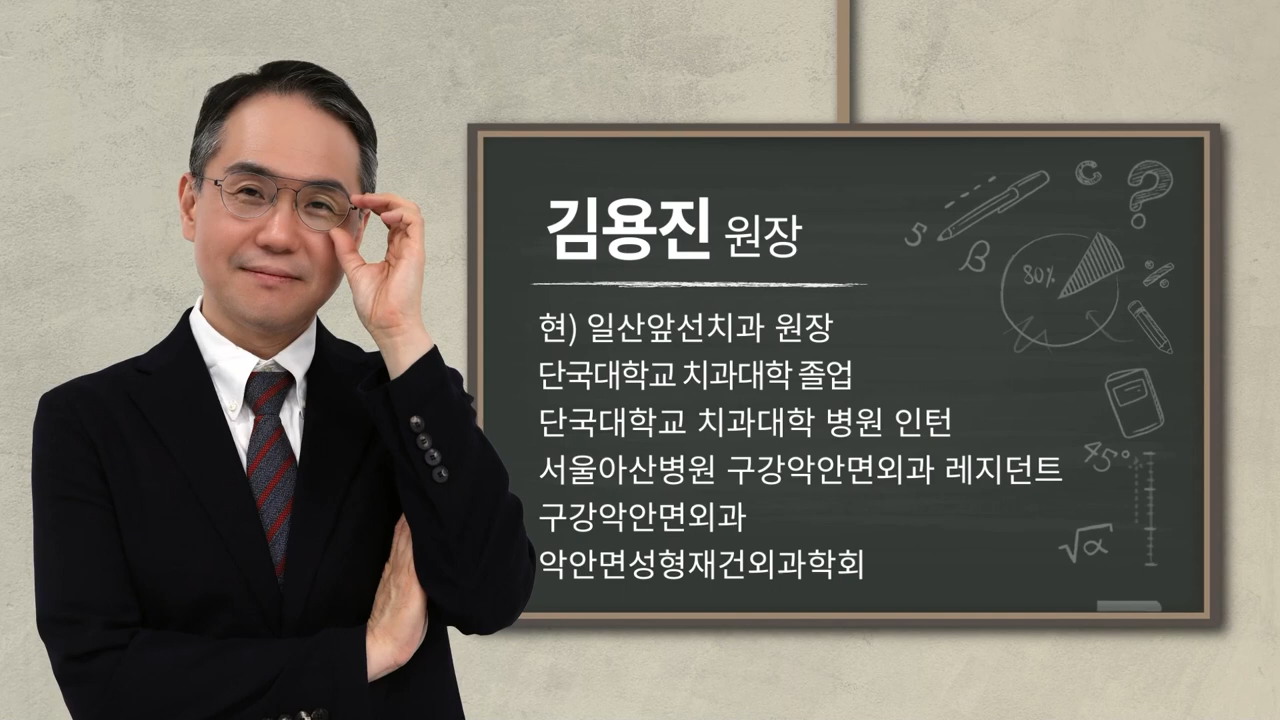 김용진 원장
현) 일산앞선치과 원장
단국대학교 치과대학 졸업
단국대학교 치과대학 병원 인턴
서울아산병원 구강악안면외과 레지던트
구강악안면외과
악안면성형재건외과학회
5
β
C
?
80%
%
45°
√α